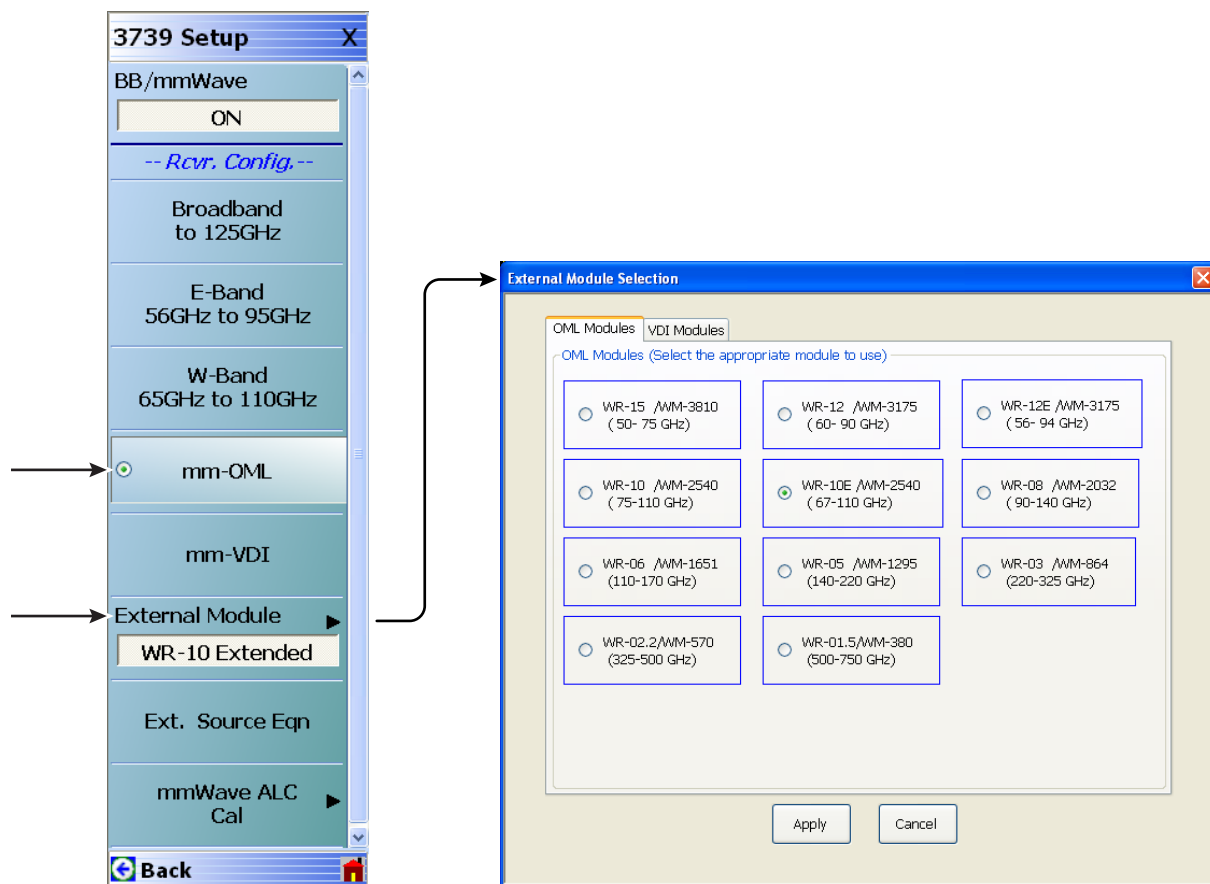 3739 Setup X
BB/mmWave
ON
-- Rcvr. Config.--
Broadband
to 125GHz
E-Band
56GHz to 95GHz
W-Band
65GHz to 110GHz
mm-OML
mm-VDI
External Module
WR-10 Extended
Ext. Source Eqn
mmWave ALC
Cal
Back
External Module Selection
OML Modules VDI Modules
OML Modules (Select the appropriate module to use)
WR-15 /WM-3810
( 50- 75 GHz)
WR-12 /WM-3175
( 60- 90 GHz)
WR-12E /WM-3175
( 56- 94 GHz)
WR-10 /WM-2540
( 75-110 GHz)
WR-10E /WM-2540
( 67-110 GHz)
WR-08 /WM-2032
( 90-140 GHz)
WR-06 /WM-1651
(110-170 GHz)
WR-05 /WM-1295
(140-220 GHz)
WR-03 /WM-864
(220-325 GHz)
WR-02.2/WM-570
(325-500 GHz)
WR-01.5/WM-380
(500-750 GHz)
Apply Cancel